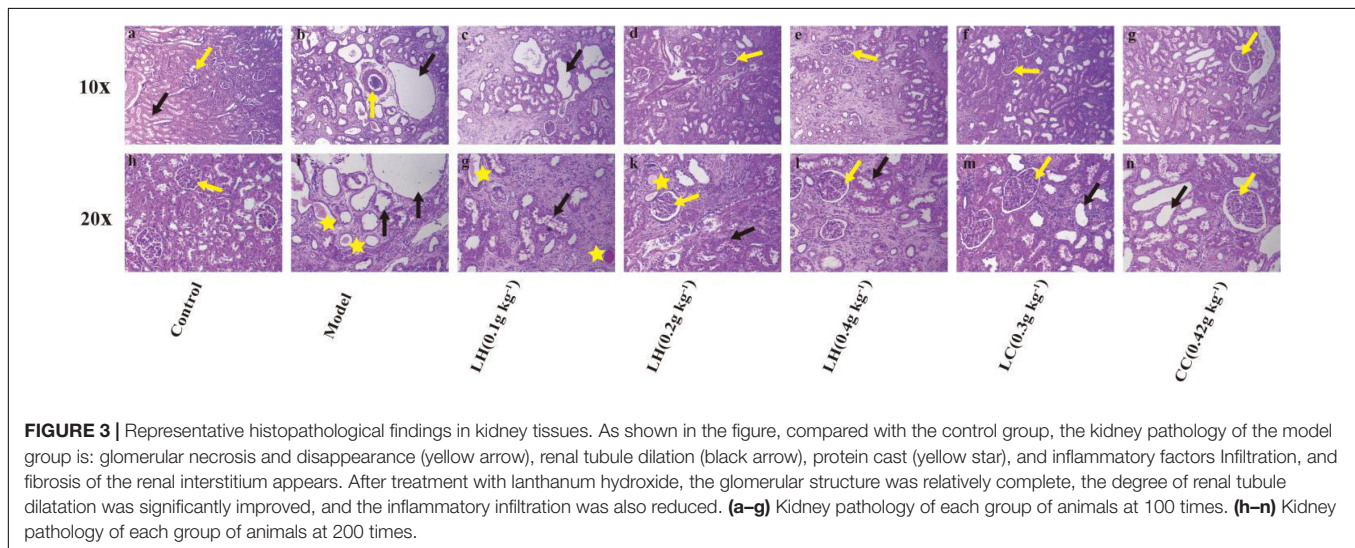 a b c d e f g
10x
h i g k l m n
20x
Control
Model
LH(0.1g kg⁻¹)
LH(0.2g kg⁻¹)
LH(0.4g kg⁻¹)
LC(0.3g kg⁻¹)
CC(0.42g kg⁻¹)
FIGURE 3 | Representative histopathological findings in kidney tissues. As shown in the figure, compared with the control group, the kidney pathology of the model
group is: glomerular necrosis and disappearance (yellow arrow), renal tubule dilation (black arrow), protein cast (yellow star), and inflammatory factors Infiltration, and
fibrosis of the renal interstitium appears. After treatment with lanthanum hydroxide, the glomerular structure was relatively complete, the degree of renal tubule
dilatation was significantly improved, and the inflammatory infiltration was also reduced. (a–g) Kidney pathology of each group of animals at 100 times. (h–n) Kidney
pathology of each group of animals at 200 times.